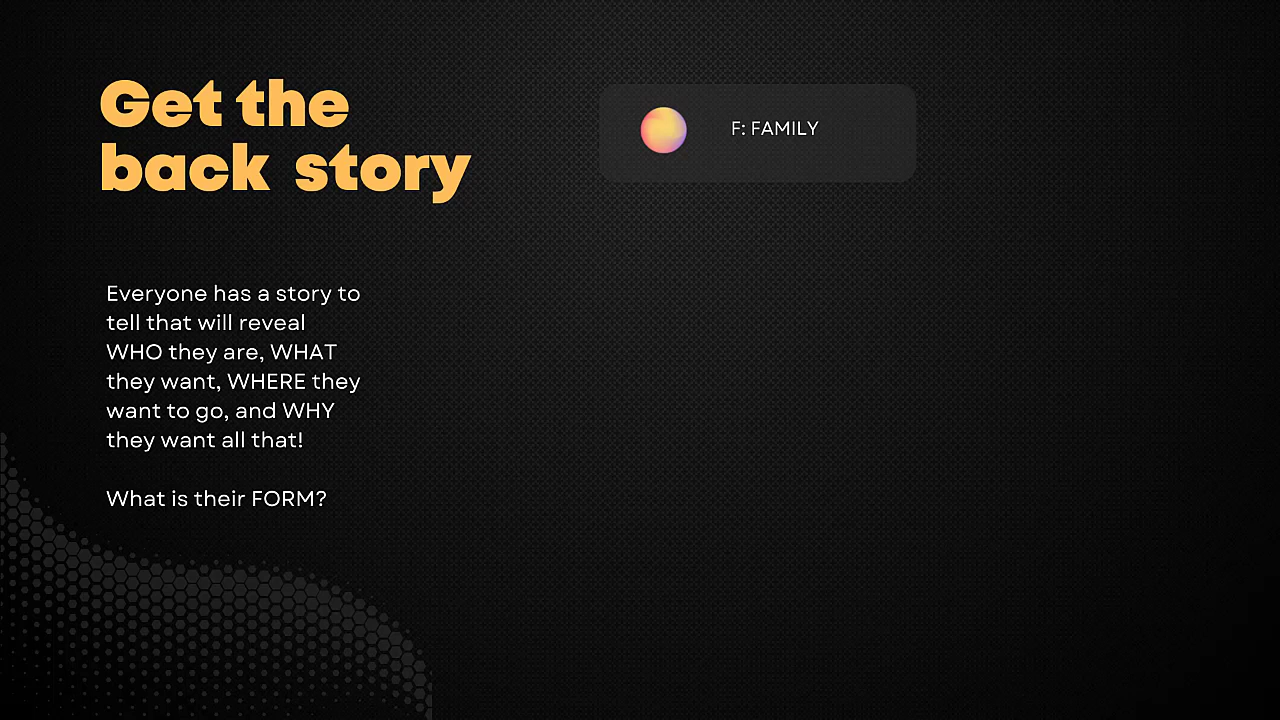 Get the
back story
Everyone has a story to
tell that will reveal
WHO they are, WHAT
they want, WHERE they
want to go, and WHY
they want all that!
What is their FORM?
F: FAMILY